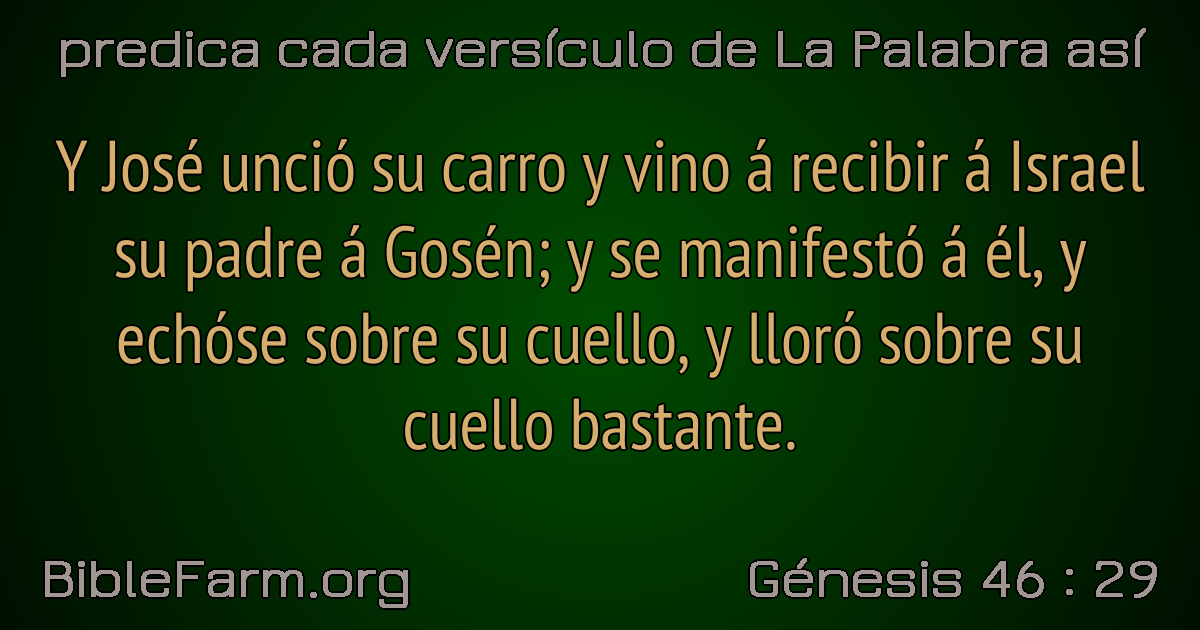 predica cada versículo de La Palabra así
Y José unció su carro y vino á recibir á Israel
su padre á Gosén; y se manifestó á él, y
echóse sobre su cuello, y lloró sobre su
cuello bastante.
BibleFarm.org
Génesis 46 : 29